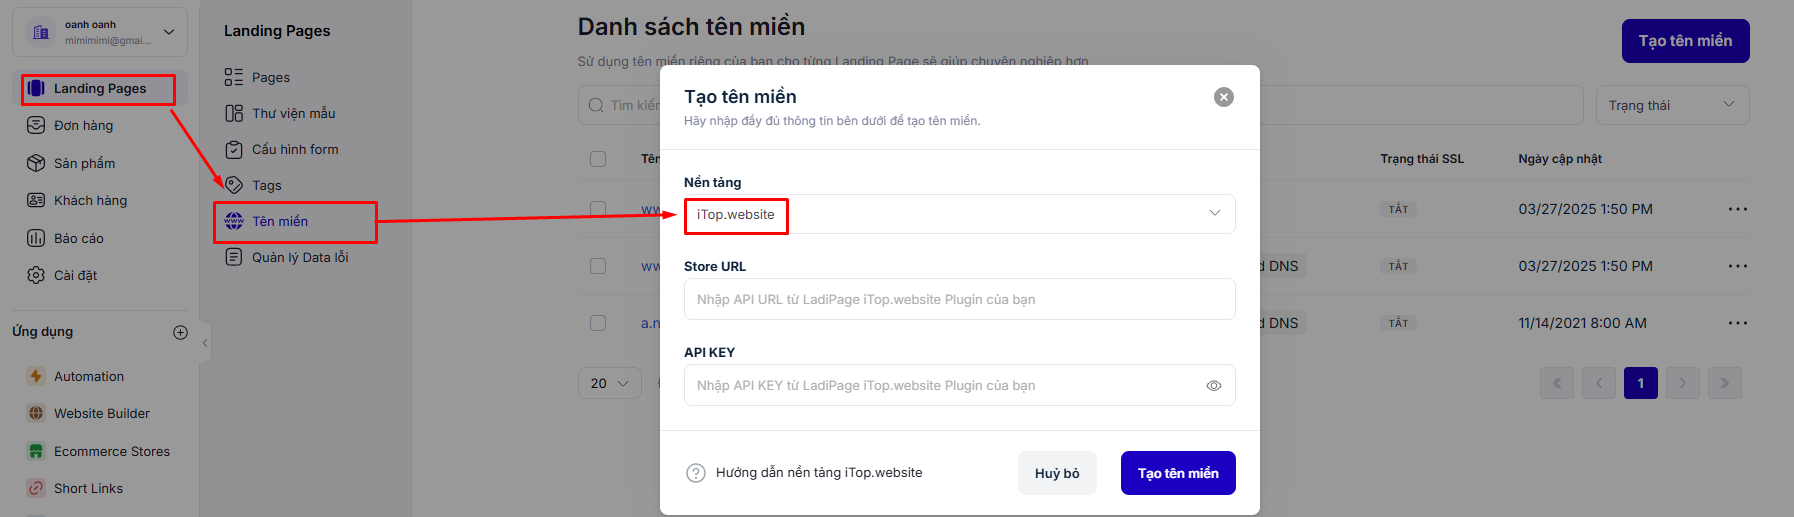 oanh oanh
mimimimi@gmai...
Landing Pages
Đơn hàng
Sản phẩm
Khách hàng
Báo cáo
Cài đặt
Ứng dụng
Automation
Website Builder
Ecommerce Stores
Short Links
Landing Pages
Pages
Thư viện mẫu
Cấu hình form
Tags
Tên miền
Quản lý Data lỗi
Danh sách tên miền
Tạo tên miền
Sử dụng tên miền riêng của bạn cho từng Landing Page sẽ giúp chuyên nghiệp hơn
Tìm kiếm
Trạng thái
Tên
Trạng thái SSL
Ngày cập nhật
ww
TẮT
03/27/2025 1:50 PM
ww
d DNS
TẮT
03/27/2025 1:50 PM
a.n
d DNS
TẮT
11/14/2021 8:00 AM
20
1
Tạo tên miền
Hãy nhập đầy đủ thông tin bên dưới để tạo tên miền.
Nền tảng
iTop.website
Store URL
Nhập API URL từ LadiPage iTop.website Plugin của bạn
API KEY
Nhập API KEY từ LadiPage iTop.website Plugin của bạn
Hướng dẫn nền tảng iTop.website
Huỷ bỏ
Tạo tên miền